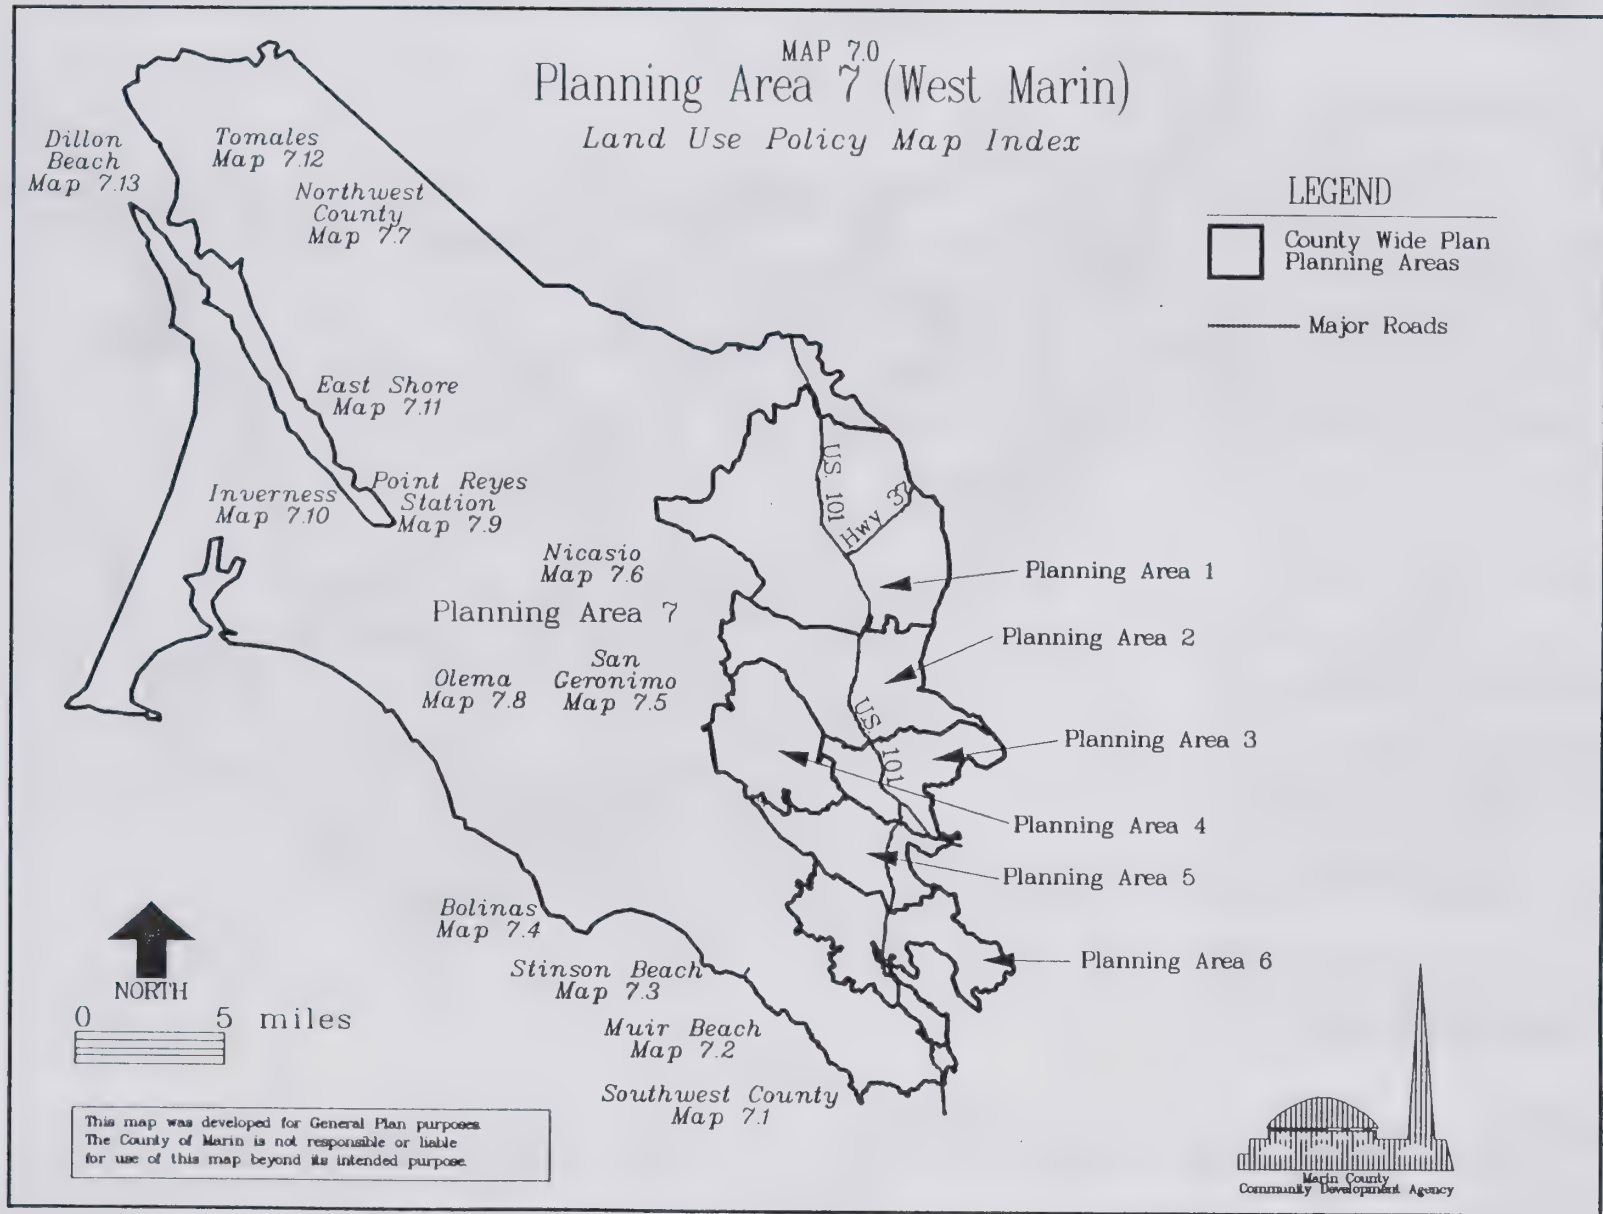 MAP 7.0
Planning Area 7 (West Marin)
Land Use Policy Map Index
Dillon
Beach
Map 7.13
Tomales
Map 7.12
Northwest
County
Map 7.7
LEGEND
County Wide Plan
Planning Areas
Major Roads
East Shore
Map 7.11
Inverness
Map 7.10
Point Reyes
Station
Map 7.9
U.S. 101
Hwy 37
Nicasio
Map 7.6
Planning Area 7
Planning Area 1
Planning Area 2
Olema
Map 7.8
San
Geronimo
Map 7.5
U.S. 101
Planning Area 3
Planning Area 4
Planning Area 5
Planning Area 6
Bolinas
Map 7.4
Stinson Beach
Map 7.3
Muir Beach
Map 7.2
Southwest County
Map 7.1
NORTH
0 5 miles
This map was developed for General Plan purposes.
The County of Marin is not responsible or liable
for use of this map beyond its intended purpose.
Marin County
Community Development Agency